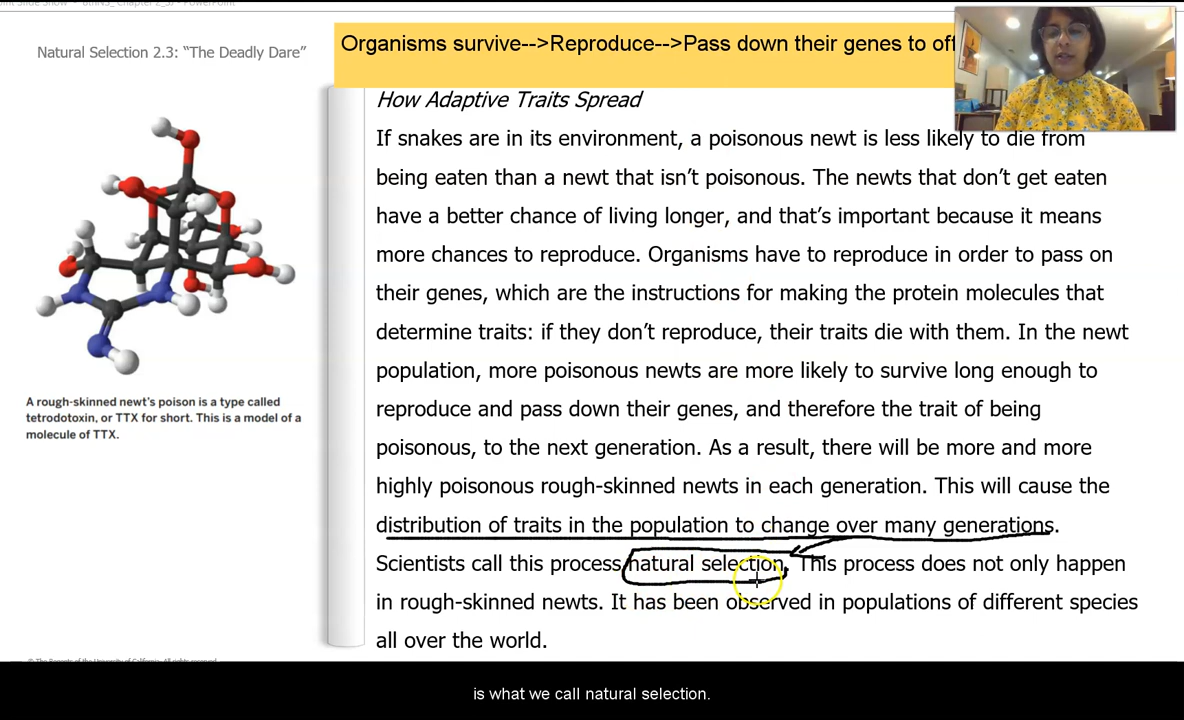 Natural Selection 2.3: “The Deadly Dare”
Organisms survive-->Reproduce-->Pass down their genes to
How Adaptive Traits Spread
If snakes are in its environment, a poisonous newt is less likely to die from
being eaten than a newt that isn’t poisonous. The newts that don’t get eaten
have a better chance of living longer, and that’s important because it means
more chances to reproduce. Organisms have to reproduce in order to pass on
their genes, which are the instructions for making the protein molecules that
determine traits: if they don’t reproduce, their traits die with them. In the newt
population, more poisonous newts are more likely to survive long enough to
reproduce and pass down their genes, and therefore the trait of being
poisonous, to the next generation. As a result, there will be more and more
highly poisonous rough-skinned newts in each generation. This will cause the
distribution of traits in the population to change over many generations.
Scientists call this process natural selection. This process does not only happen
in rough-skinned newts. It has been observed in populations of different species
all over the world.
A rough-skinned newt’s poison is a type called
tetrodotoxin, or TTX for short. This is a model of a
molecule of TTX.
is what we call natural selection.